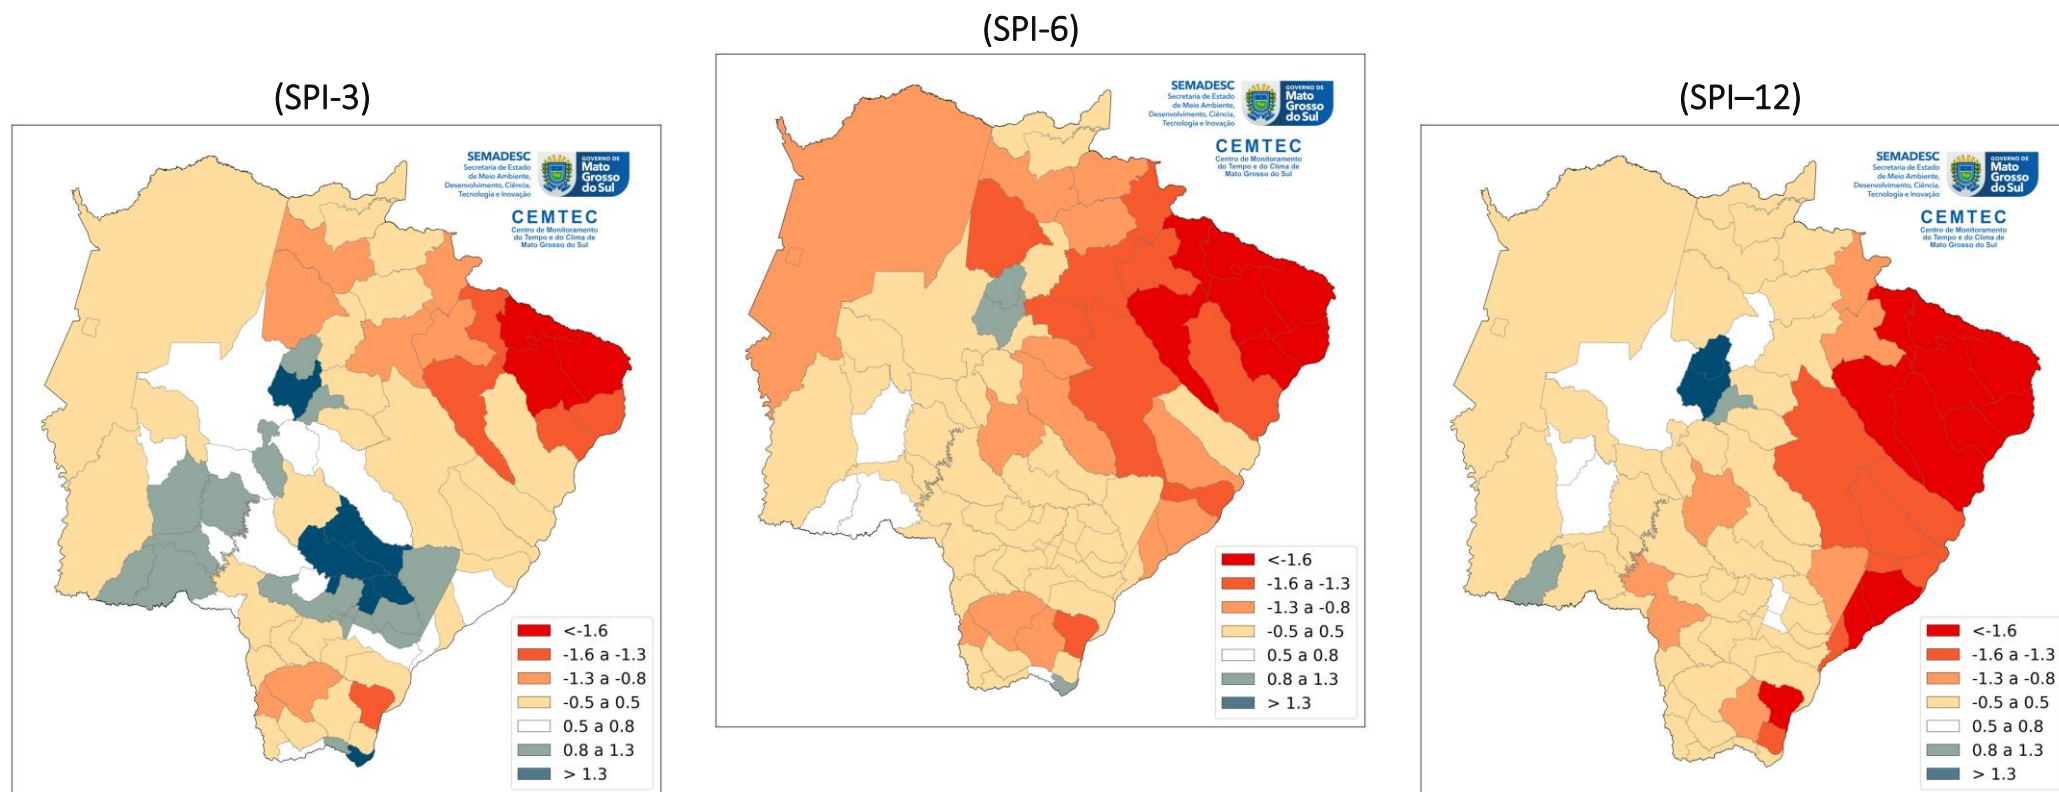 (SPI-3)
SEMADESC
Secretaria de Estado
de Meio Ambiente,
Desenvolvimento, Ciência,
Tecnologia e Inovação
GOVERNO DE
Mato
Grosso
do Sul
CEMTEC
Centro de Monitoramento
do Tempo e do Clima de
Mato Grosso do Sul
<-1.6
-1.6 a -1.3
-1.3 a -0.8
-0.5 a 0.5
0.5 a 0.8
0.8 a 1.3
> 1.3
(SPI-6)
SEMADESC
Secretaria de Estado
de Meio Ambiente,
Desenvolvimento, Ciência,
Tecnologia e Inovação
GOVERNO DE
Mato
Grosso
do Sul
CEMTEC
Centro de Monitoramento
do Tempo e do Clima de
Mato Grosso do Sul
<-1.6
-1.6 a -1.3
-1.3 a -0.8
-0.5 a 0.5
0.5 a 0.8
0.8 a 1.3
> 1.3
(SPI–12)
SEMADESC
Secretaria de Estado
de Meio Ambiente,
Desenvolvimento, Ciência,
Tecnologia e Inovação
GOVERNO DE
Mato
Grosso
do Sul
CEMTEC
Centro de Monitoramento
do Tempo e do Clima de
Mato Grosso do Sul
<-1.6
-1.6 a -1.3
-1.3 a -0.8
-0.5 a 0.5
0.5 a 0.8
0.8 a 1.3
> 1.3